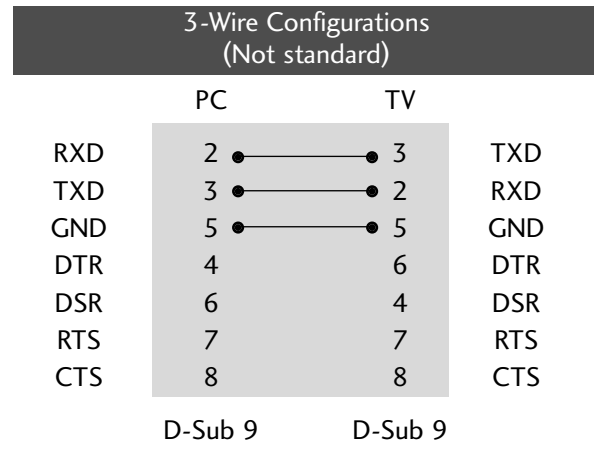 3-Wire Configurations
(Not standard)
PC TV
RXD 2 3 TXD
TXD 3 2 RXD
GND 5 5 GND
DTR 4 6 DTR
DSR 6 4 DSR
RTS 7 7 RTS
CTS 8 8 CTS
D-Sub 9 D-Sub 9